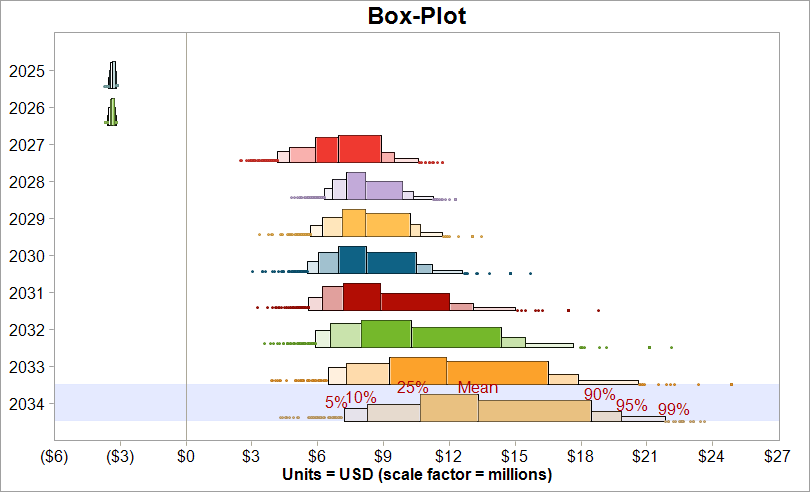 Box-Plot
2025
2026
2027
2028
2029
2030
2031
2032
2033
2034
5% 10% 25% Mean 90% 95% 99%
($6) ($3) $0 $3 $6 $9 $12 $15 $18 $21 $24 $27
Units = USD (scale factor = millions)